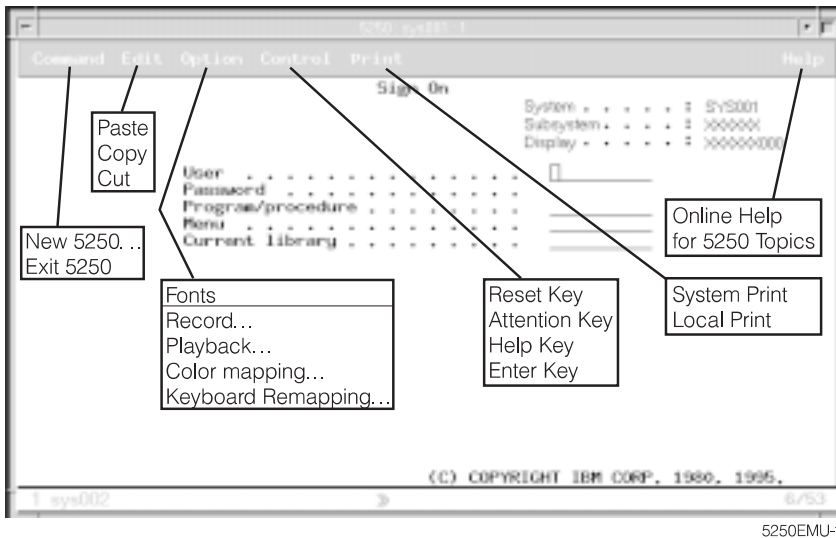 5250 sys001 1
Command Edit Option Control Print Help
Sign On
System . . . . . : SYS001
Subsystem . . . . : XXXXXX
Display . . . . . : XXXXXX000
Paste
Copy
Cut
User . . . . . . . . . . . . . .
Password . . . . . . . . . . . .
Program/procedure . . . . . . . .
Menu . . . . . . . . . . . . . .
Current library . . . . . . . . .
New 5250...
Exit 5250
Online Help
for 5250 Topics
Fonts
Record...
Playback...
Color mapping...
Keyboard Remapping...
Reset Key
Attention Key
Help Key
Enter Key
System Print
Local Print
(C) COPYRIGHT IBM CORP. 1980, 1995.
1 sys002 6/53